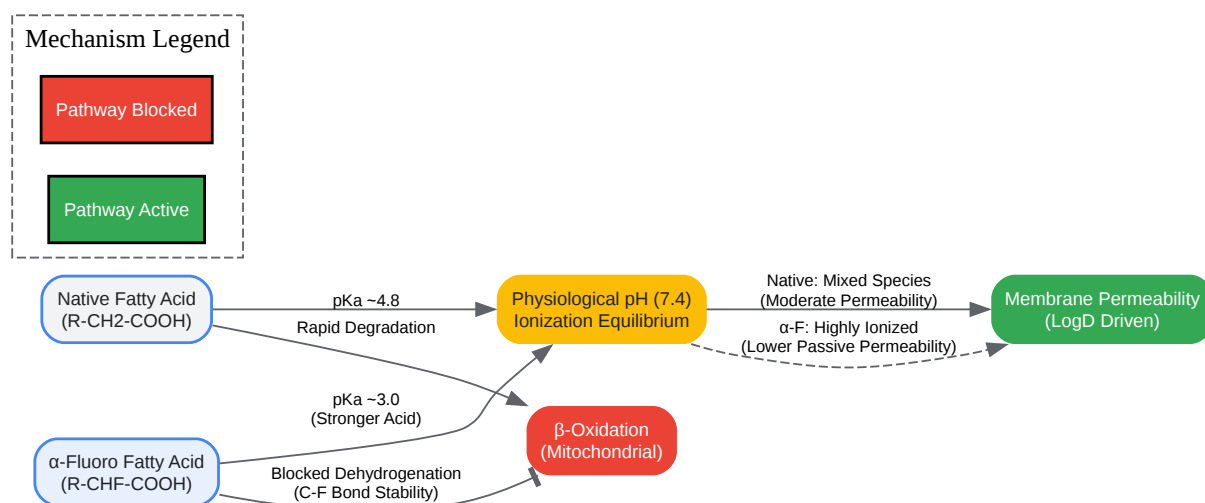 Mechanism Legend
Pathway Blocked
Pathway Active
Native Fatty Acid
(R-CH2-COOH)
pKa ~4.8
Rapid Degradation
Physiological pH (7.4)
Ionization Equilibrium
Native: Mixed Species
(Moderate Permeability)
α-F: Highly Ionized
(Lower Passive Permeability)
Membrane Permeability
(LogD Driven)
pKa ~3.0
(Stronger Acid)
β-Oxidation
(Mitochondrial)
α-Fluoro Fatty Acid
(R-CHF-COOH)
Blocked Dehydrogenation
(C-F Bond Stability)